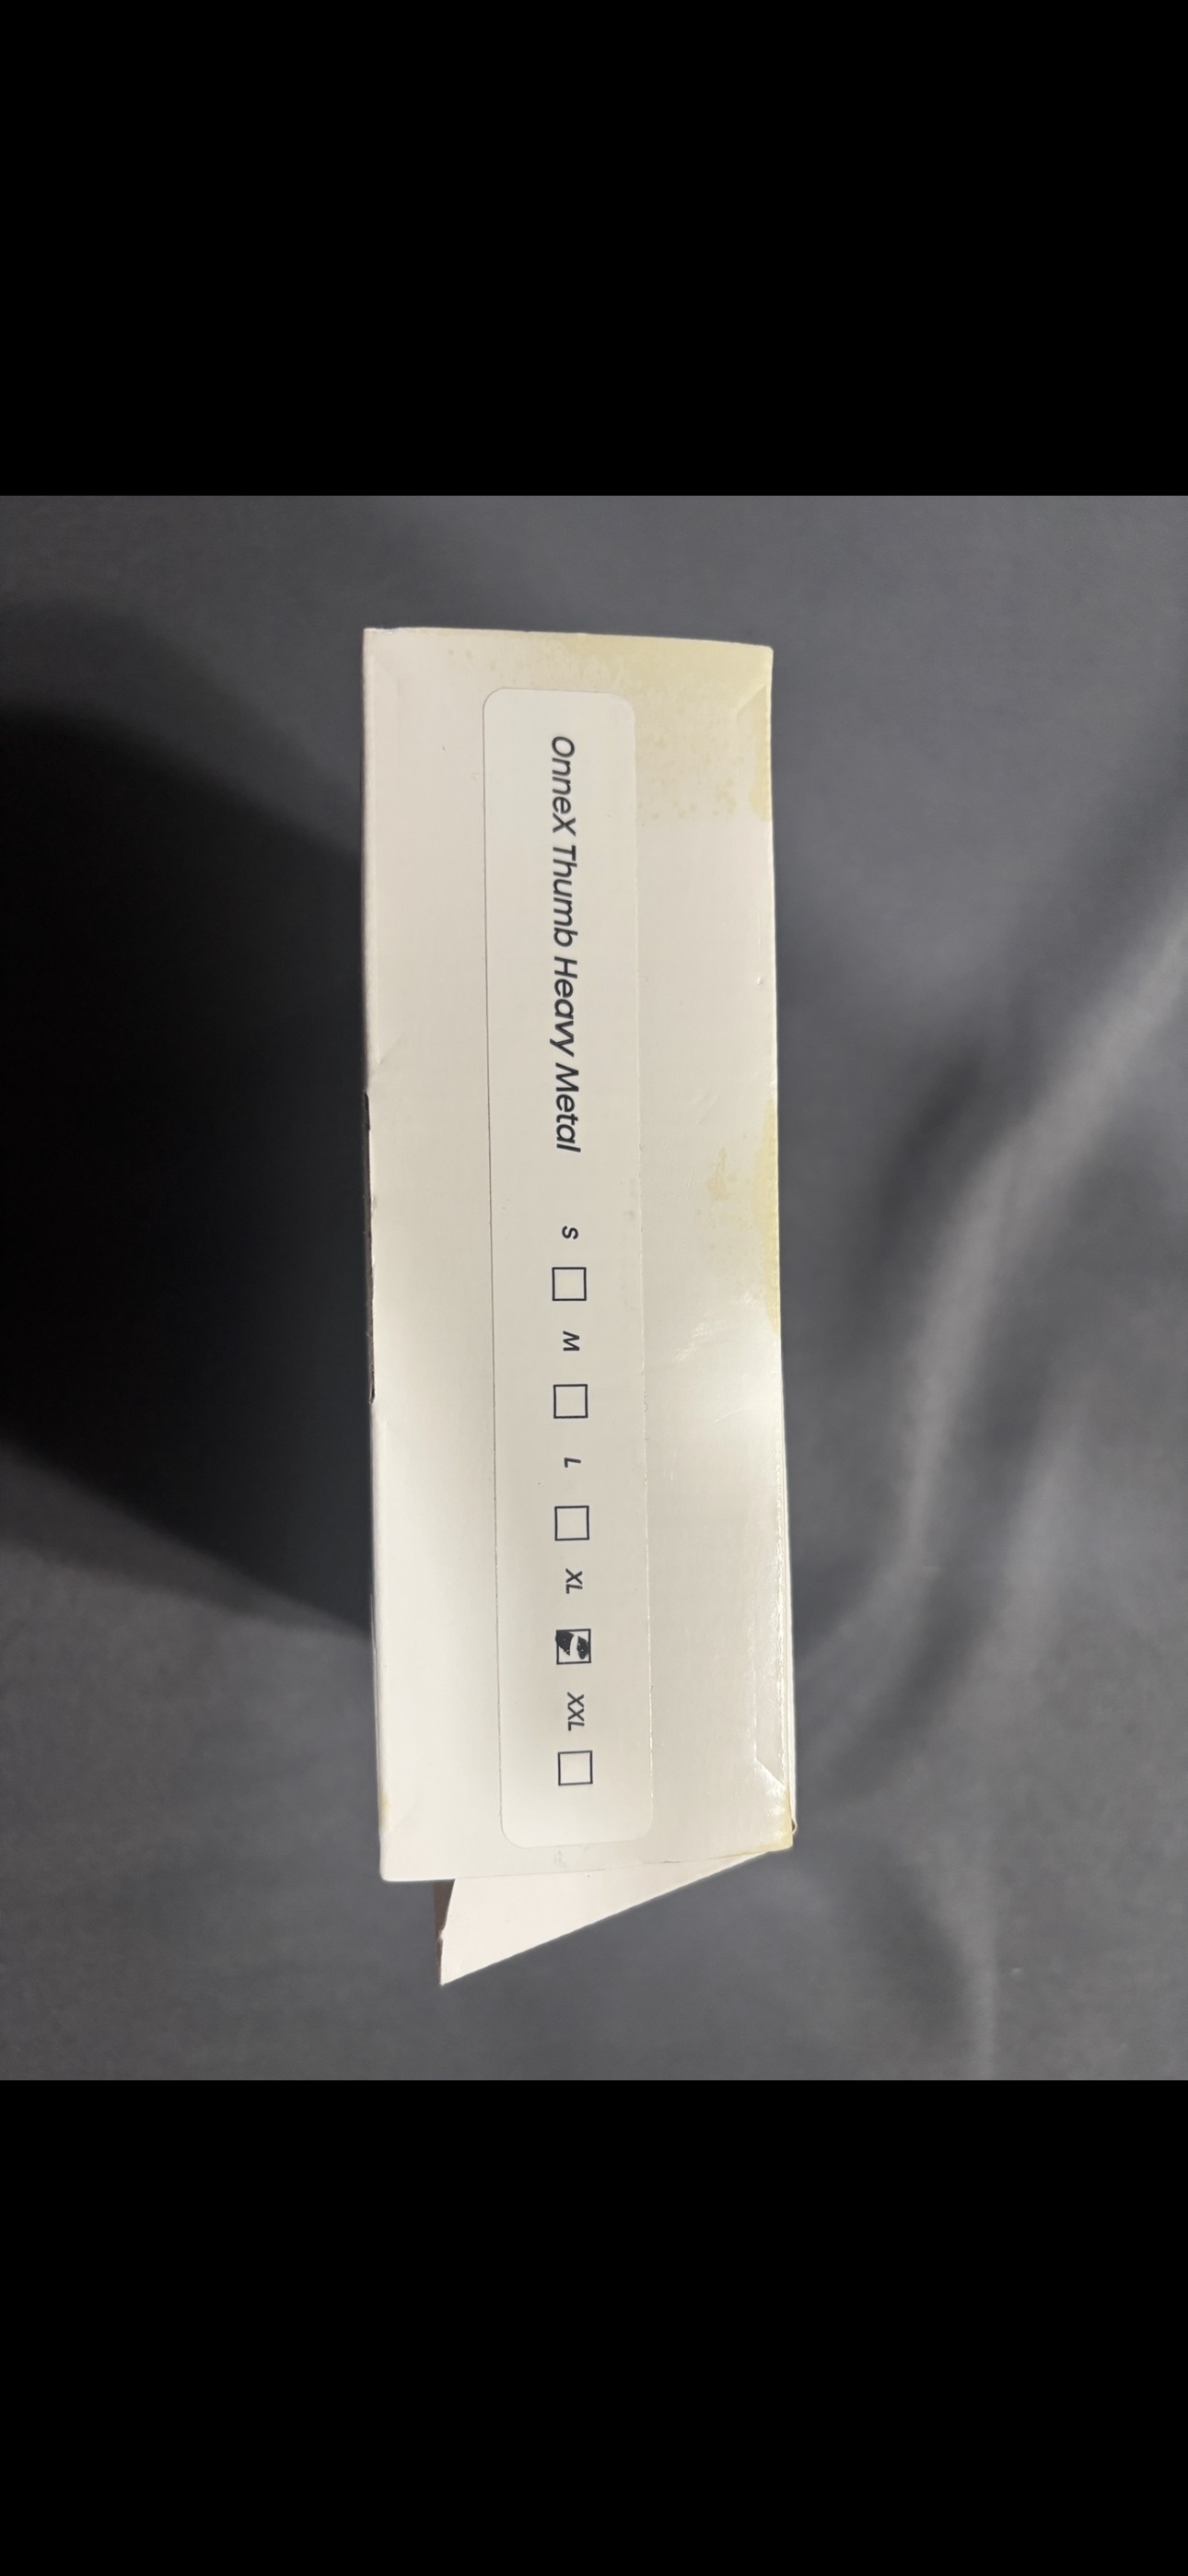 OnneX Thumb Heavy Metal S ☐ M ☐ L ☐ XL ☑ XXL ☐